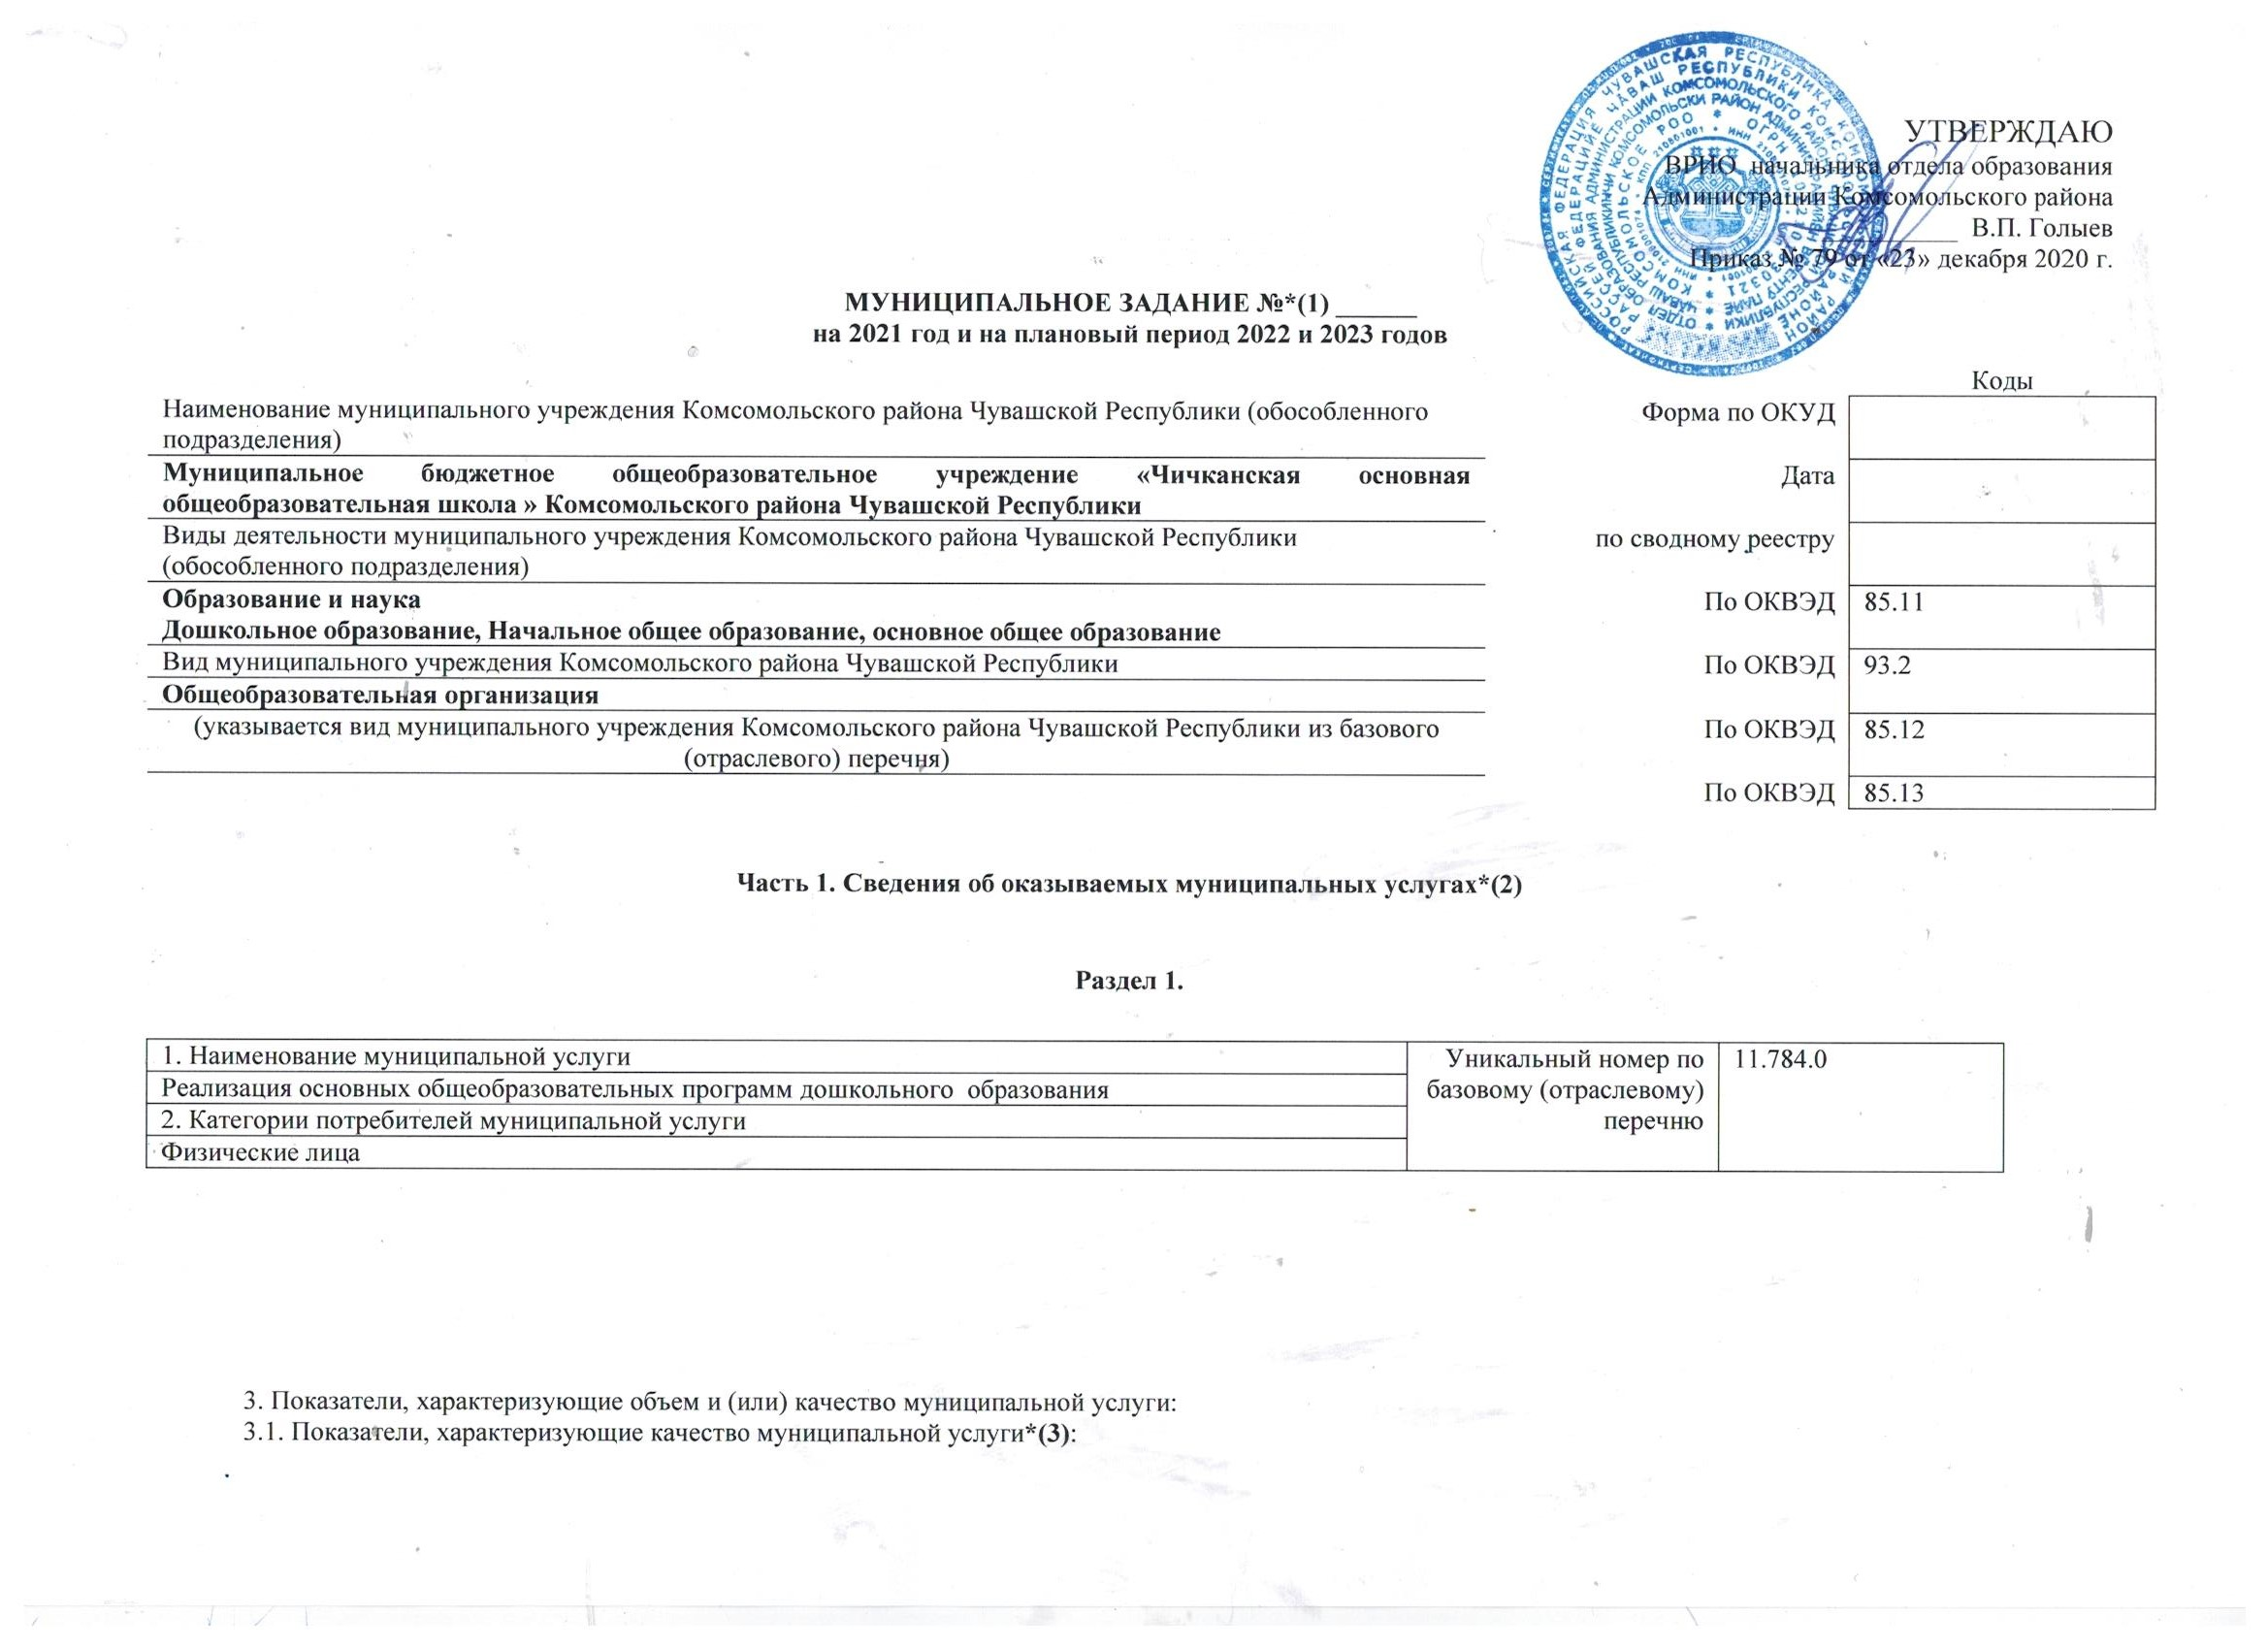 УТВЕРЖДАЮ
ВРИО начальника отдела образования
Администрации Комсомольского района
____________ В.П. Голыев
Приказ № 79 от «23» декабря 2020 г.
МУНИЦИПАЛЬНОЕ ЗАДАНИЕ №*(1) ______
на 2021 год и на плановый период 2022 и 2023 годов
Коды
Наименование муниципального учреждения Комсомольского района Чувашской Республики (обособленного
подразделения)
Форма по ОКУД
Муниципальное бюджетное общеобразовательное учреждение «Чичканская основная
общеобразовательная школа » Комсомольского района Чувашской Республики
Дата
Виды деятельности муниципального учреждения Комсомольского района Чувашской Республики
(обособленного подразделения)
по сводному реестру
Образование и наука
Дошкольное образование, Начальное общее образование, основное общее образование
По ОКВЭД 85.11
Вид муниципального учреждения Комсомольского района Чувашской Республики
По ОКВЭД 93.2
Общеобразовательная организация
(указывается вид муниципального учреждения Комсомольского района Чувашской Республики из базового
(отраслевого) перечня)
По ОКВЭД 85.12
По ОКВЭД 85.13
Часть 1. Сведения об оказываемых муниципальных услугах*(2)
Раздел 1.
1. Наименование муниципальной услуги
Реализация основных общеобразовательных программ дошкольного образования
2. Категории потребителей муниципальной услуги
Физические лица
Уникальный номер по
базовому (отраслевому)
перечню
11.784.0
3. Показатели, характеризующие объем и (или) качество муниципальной услуги:
3.1. Показатели, характеризующие качество муниципальной услуги*(3):